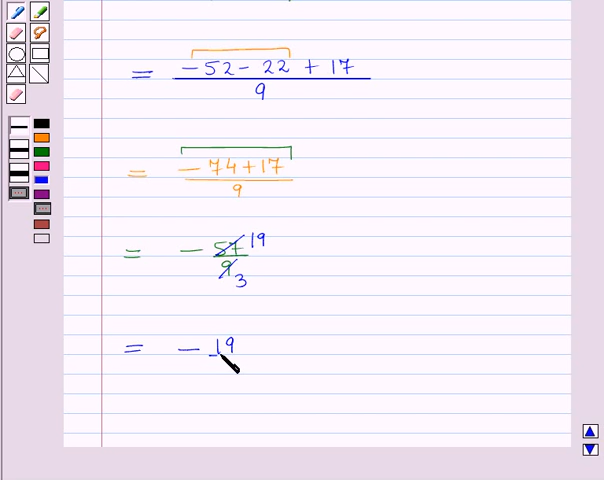 = (-52 - 22 + 17)/9
= (-74 + 17)/9
= - 57/9 19 3
= - 19